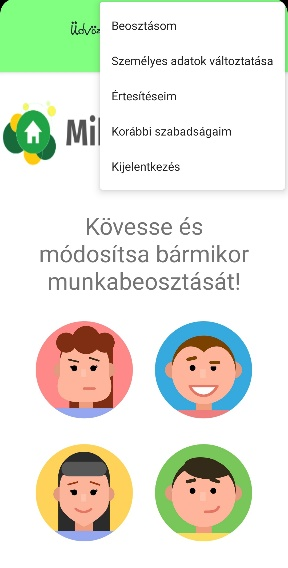 Beosztásom
Személyes adatok változtatása
Értesítéseim
Korábbi szabadságaim
Kijelentkezés
Kövesse és
módosítsa bármikor
munkabeosztását!